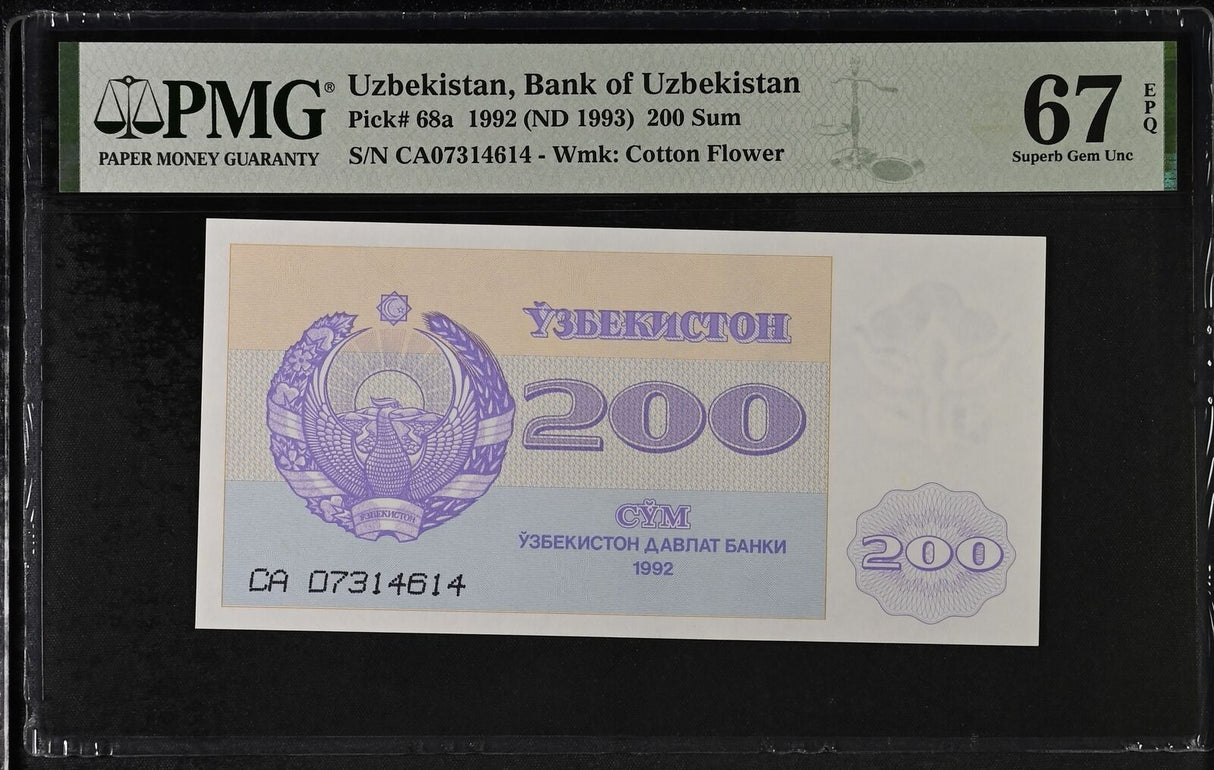 PMG®
PAPER MONEY GUARANTY
Uzbekistan, Bank of Uzbekistan
Pick# 68a 1992 (ND 1993) 200 Sum
S/N CA07314614 - Wmk: Cotton Flower
67
EPQ
Superb Gem Unc
ЎЗБЕКИСТОН
200
СЎМ
ЎЗБЕКИСТОН ДАВЛАТ БАНКИ
1992
ЎЗБЕКИСТОН
СА 07314614
200